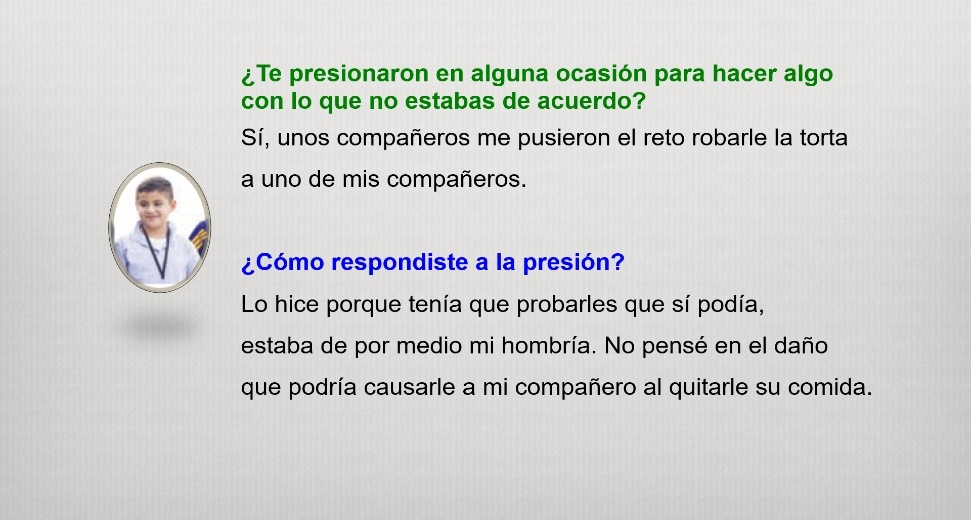 ¿Te presionaron en alguna ocasión para hacer algo
con lo que no estabas de acuerdo?
Sí, unos compañeros me pusieron el reto robarle la torta
a uno de mis compañeros.
¿Cómo respondiste a la presión?
Lo hice porque tenía que probarles que sí podía,
estaba de por medio mi hombría. No pensé en el daño
que podría causarle a mi compañero al quitarle su comida.